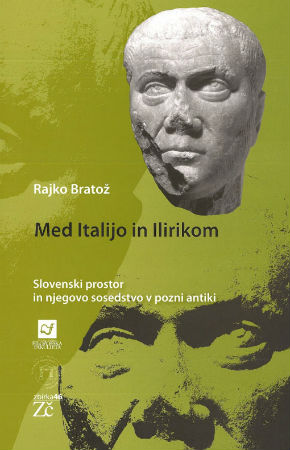 Rajko Bratož
Med Italijo in Ilirikom
Slovenski prostor
in njegovo sosedstvo v pozni antiki
zbirka46
Zč